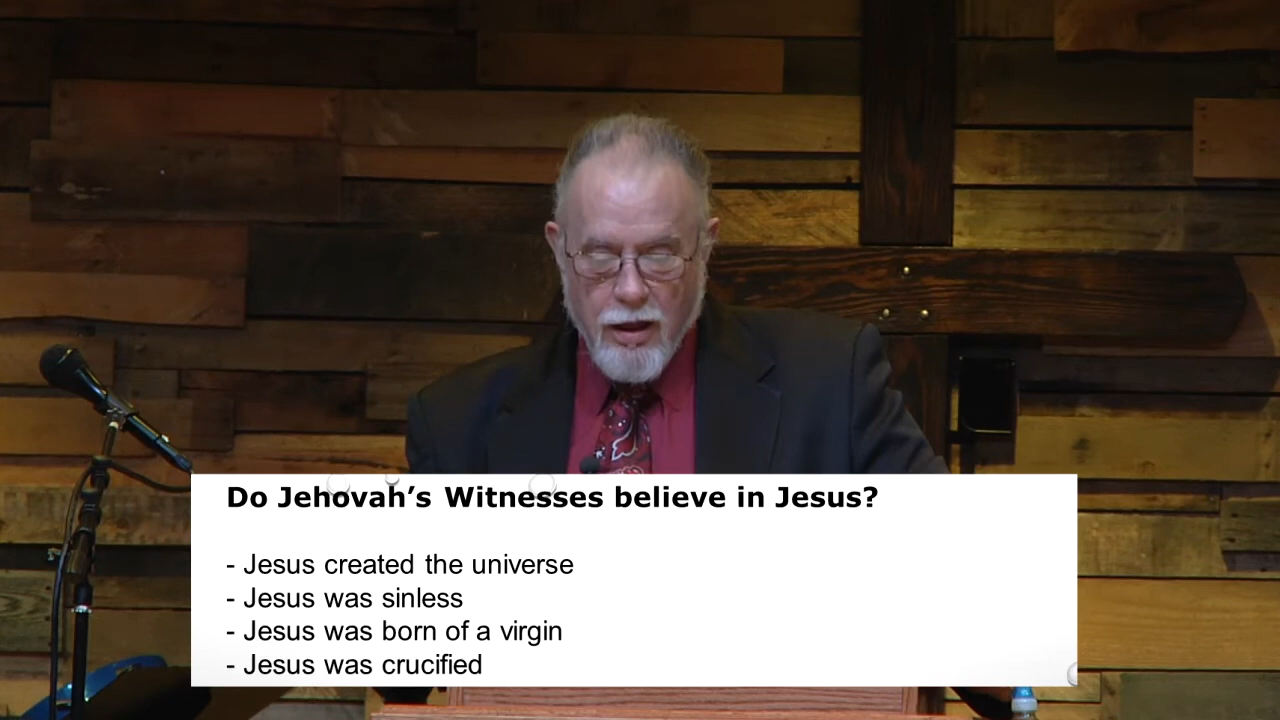 Do Jehovah’s Witnesses believe in Jesus?
- Jesus created the universe
- Jesus was sinless
- Jesus was born of a virgin
- Jesus was crucified